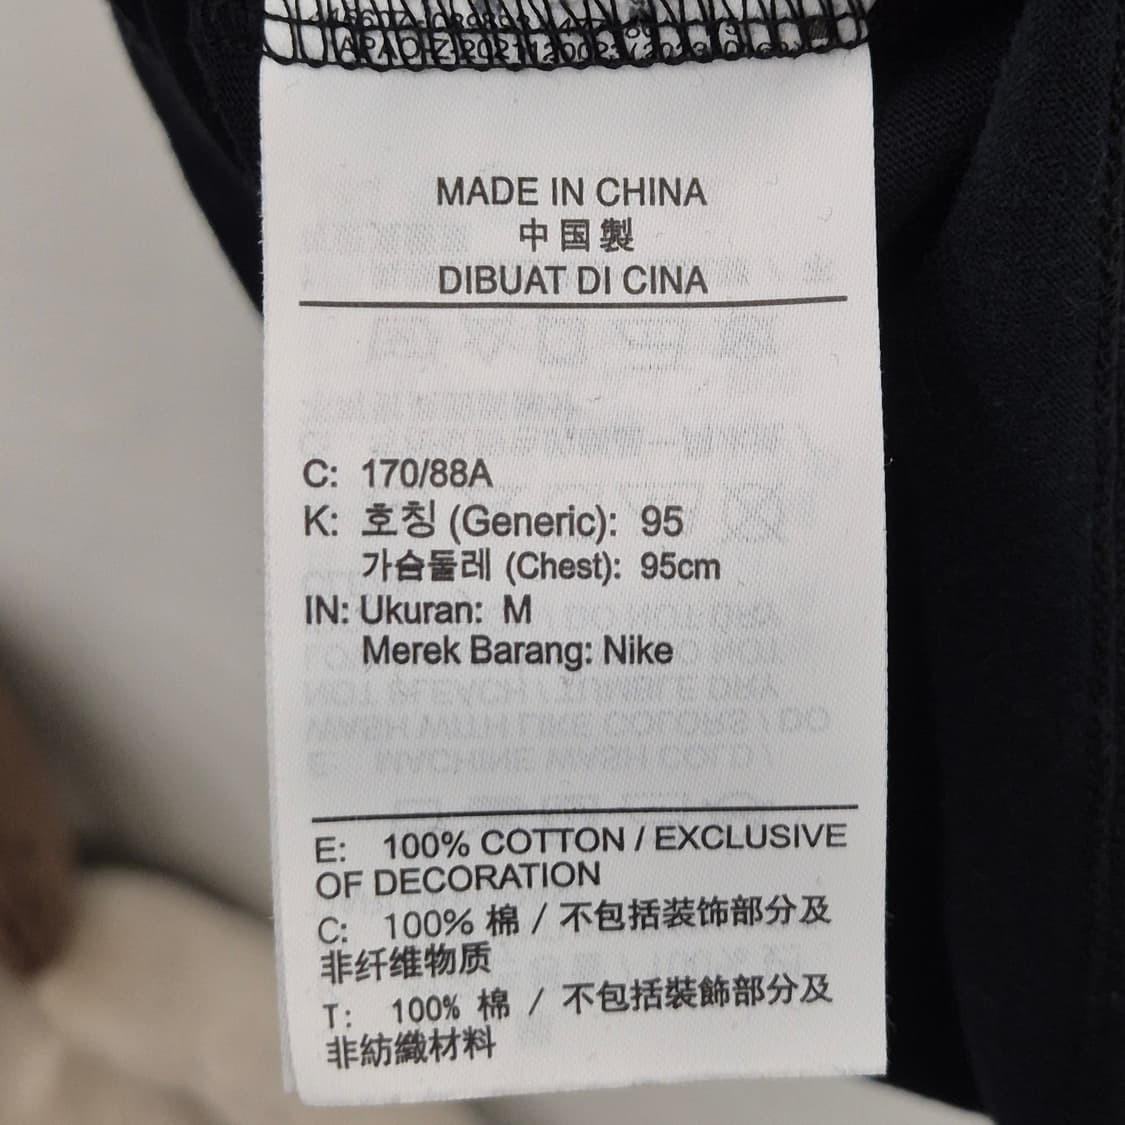 MADE IN CHINA
中国製
DIBUAT DI CINA
C: 170/88A
K: 호칭 (Generic): 95
가슴둘레 (Chest): 95cm
IN: Ukuran: M
Merek Barang: Nike
E: 100% COTTON / EXCLUSIVE
OF DECORATION
C: 100% 棉 / 不包括装饰部分及
非纤维物质
T: 100% 棉 / 不包括裝飾部分及
非紡織材料